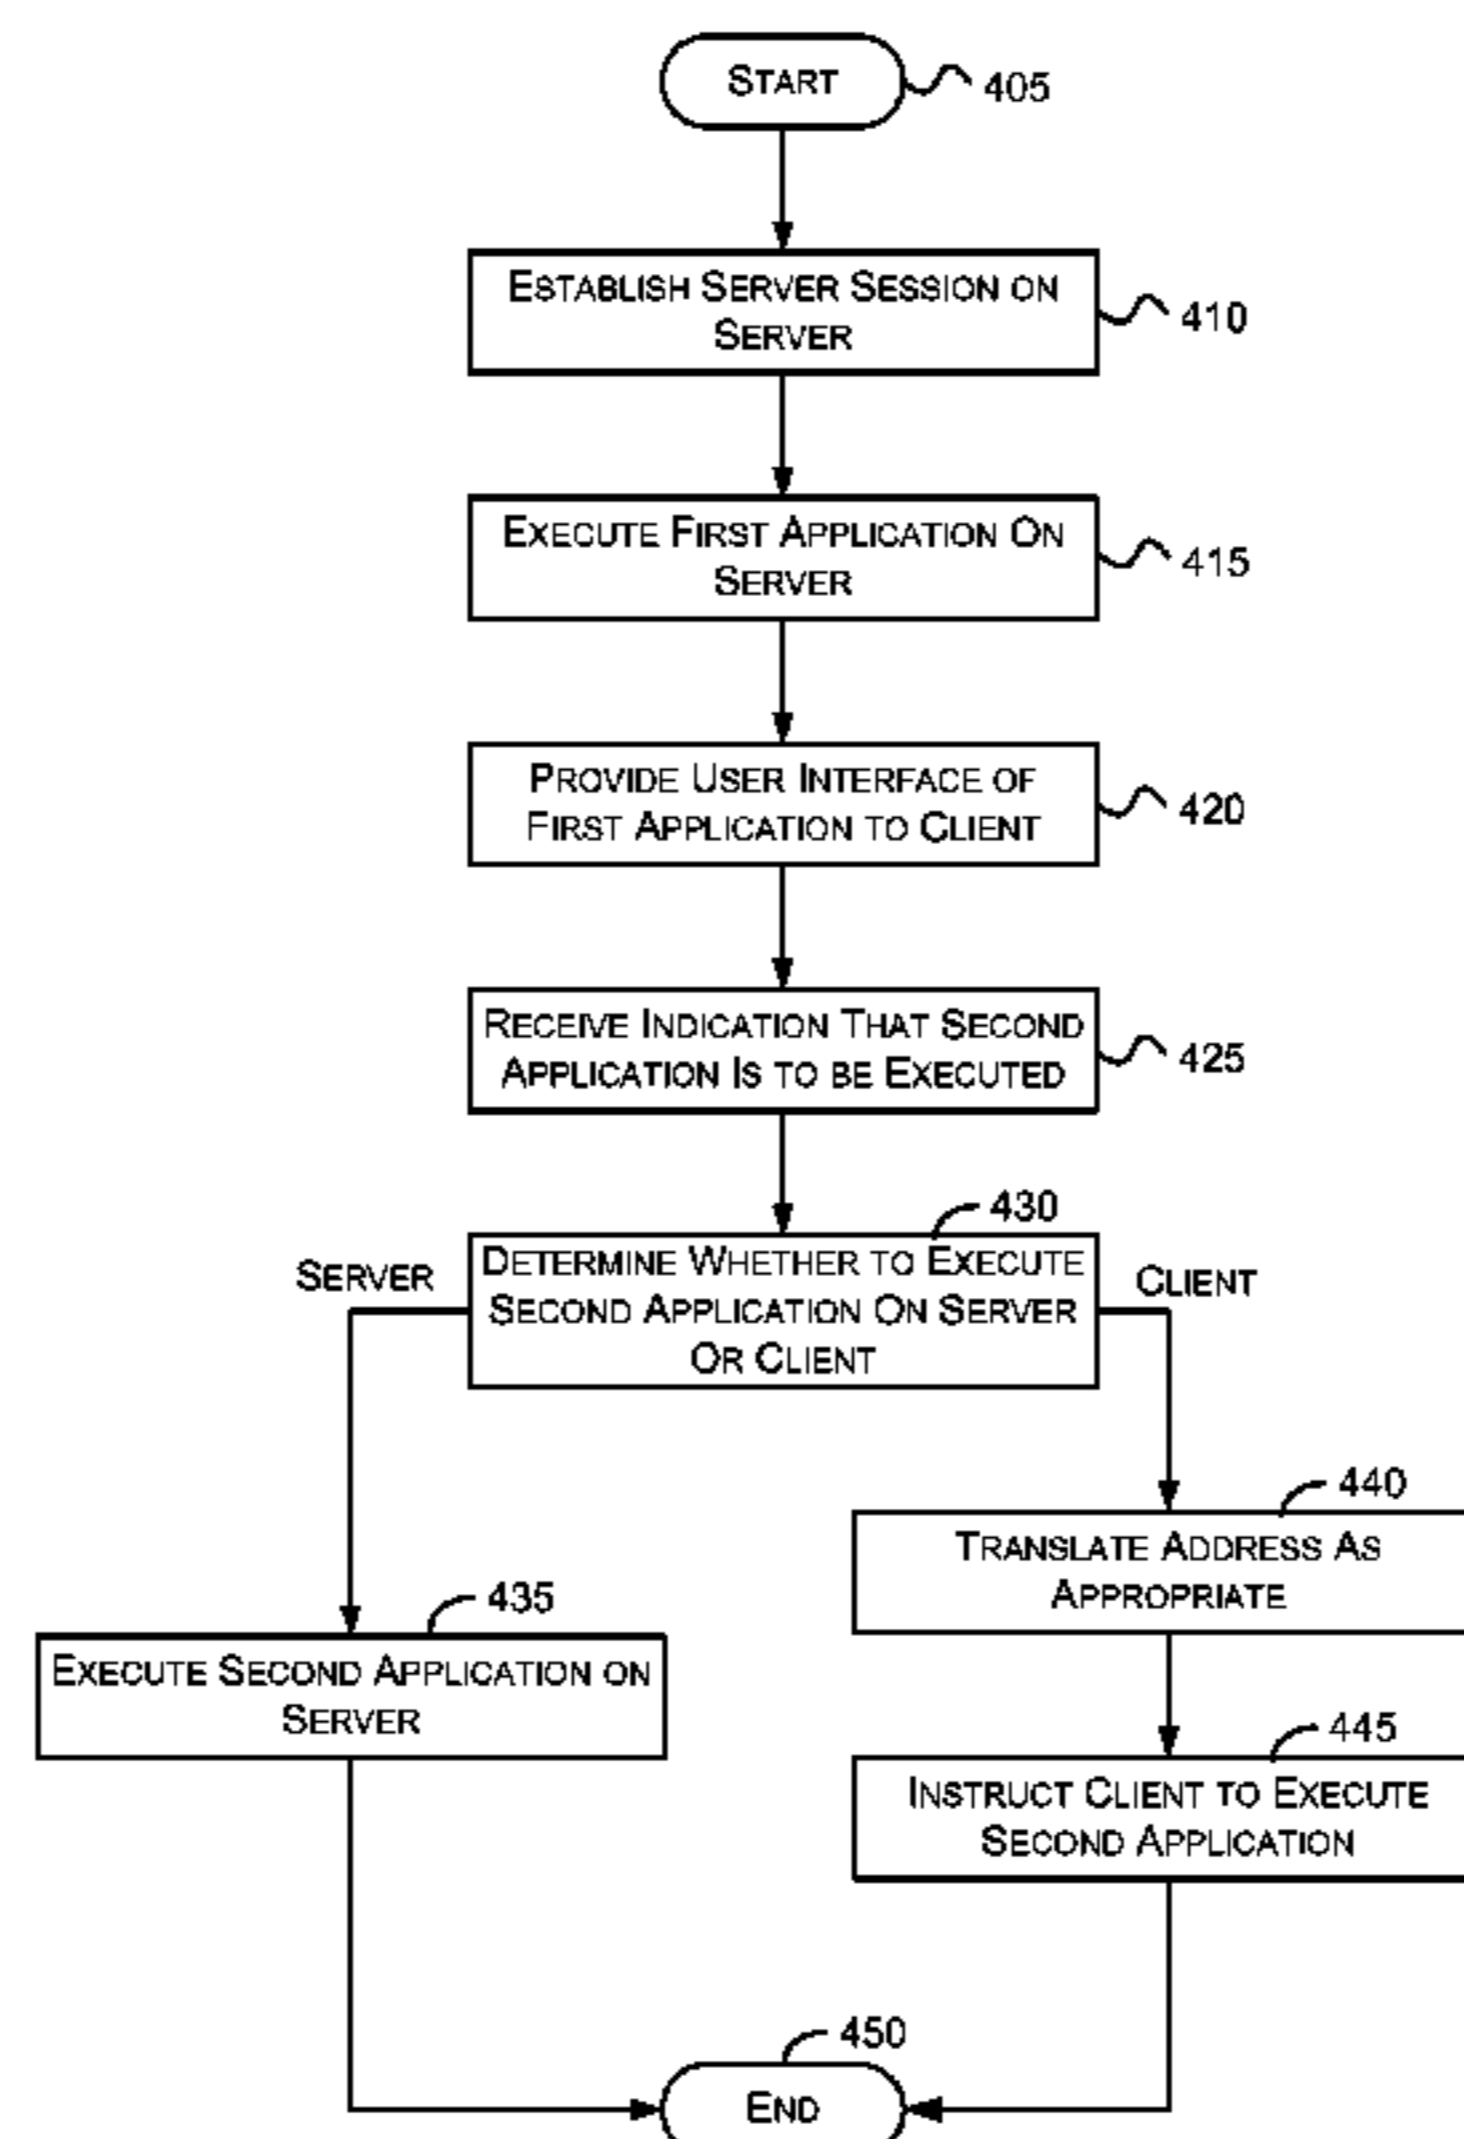 START
405
ESTABLISH SERVER SESSION ON
SERVER
410
EXECUTE FIRST APPLICATION ON
SERVER
415
PROVIDE USER INTERFACE OF
FIRST APPLICATION TO CLIENT
420
RECEIVE INDICATION THAT SECOND
APPLICATION IS TO BE EXECUTED
425
430
SERVER
DETERMINE WHETHER TO EXECUTE
SECOND APPLICATION ON SERVER
OR CLIENT
CLIENT
440
TRANSLATE ADDRESS AS
APPROPRIATE
435
EXECUTE SECOND APPLICATION ON
SERVER
445
INSTRUCT CLIENT TO EXECUTE
SECOND APPLICATION
450
END